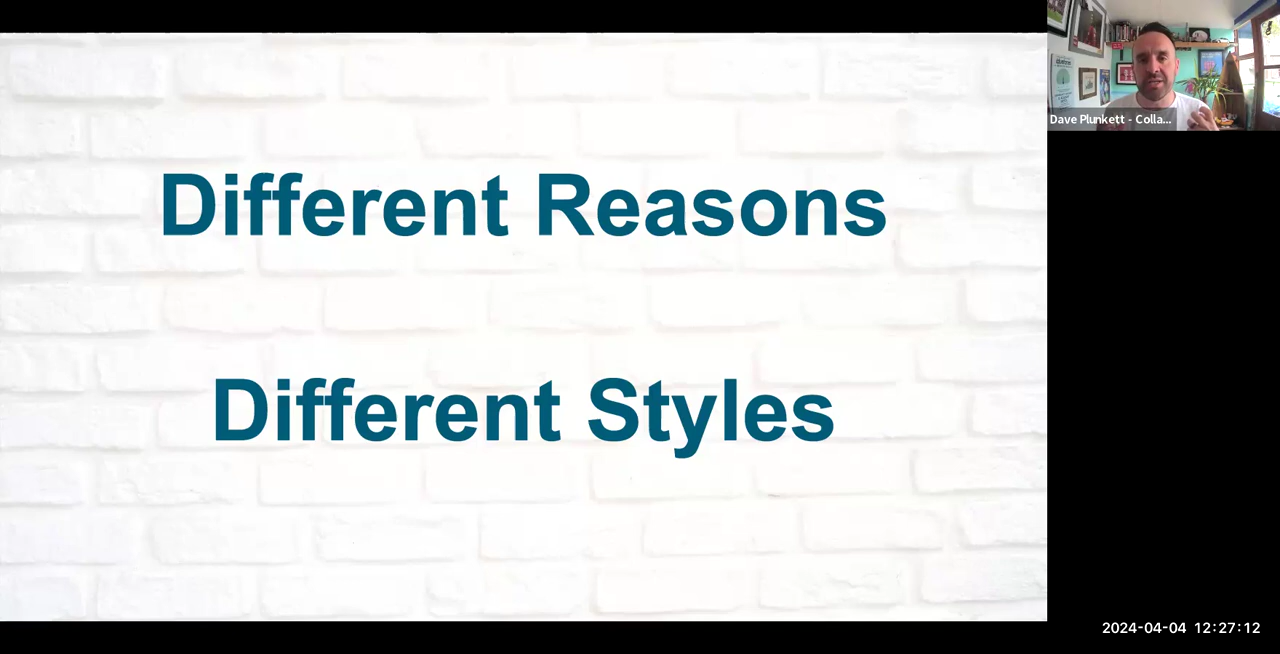 Different Reasons
Different Styles
Dave Plunkett - Colla...
2024-04-04 12:27:12